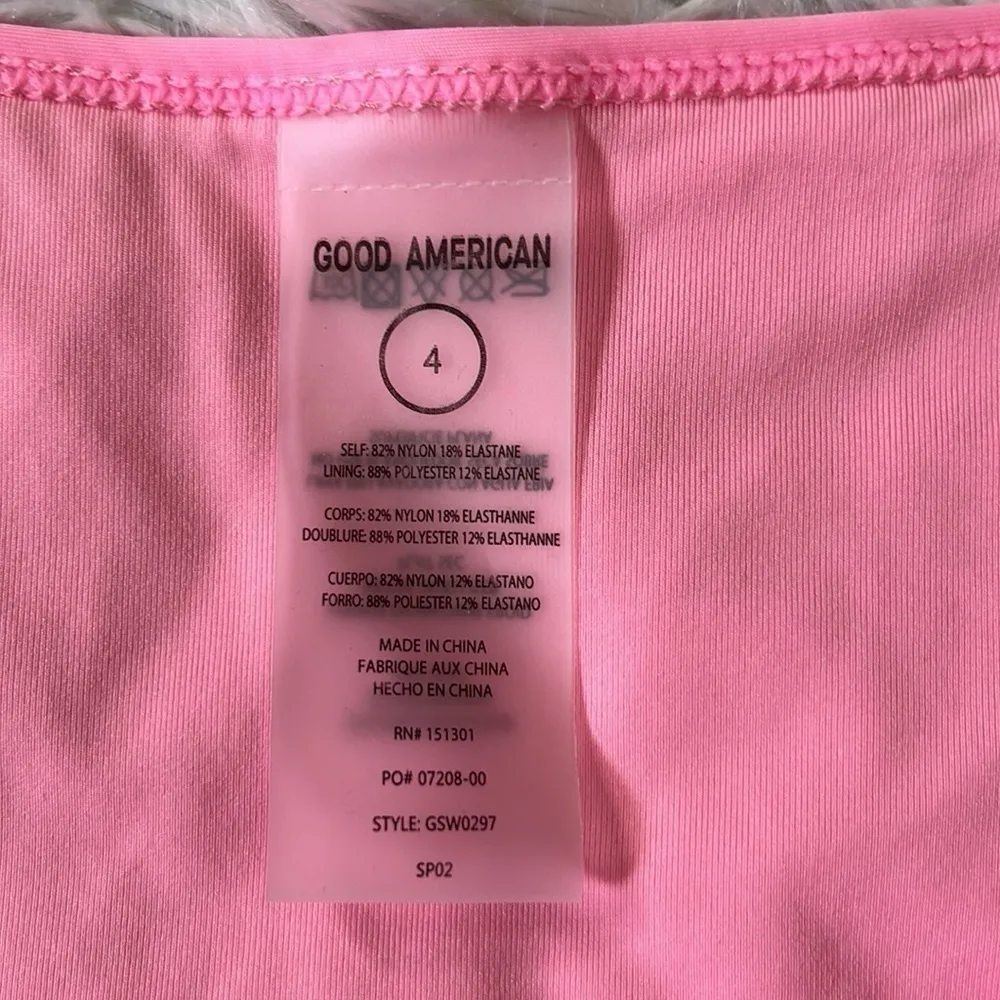 GOOD AMERICAN
4
SELF: 82% NYLON 18% ELASTANE
LINING: 88% POLYESTER 12% ELASTANE
CORPS: 82% NYLON 18% ELASTHANNE
DOUBLURE: 88% POLYESTER 12% ELASTHANNE
CUERPO: 82% NYLON 12% ELASTANO
FORRO: 88% POLIESTER 12% ELASTANO
MADE IN CHINA
FABRIQUE AUX CHINA
HECHO EN CHINA
RN# 151301
PO# 07208-00
STYLE: GSW0297
SP02